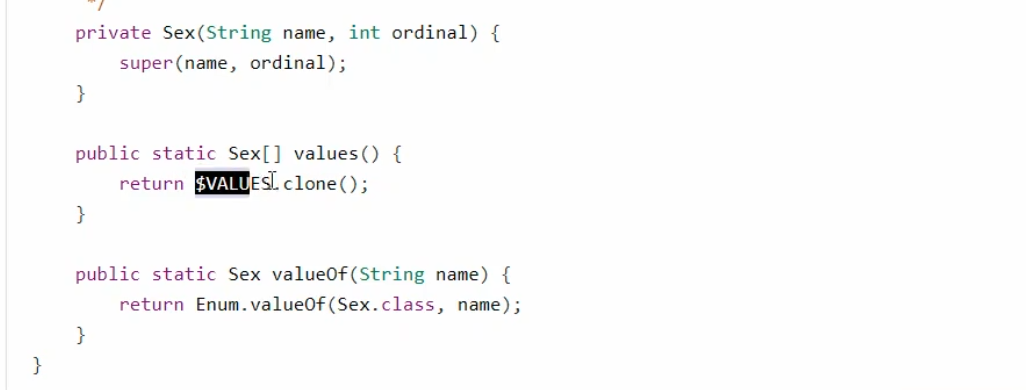 */
private Sex(String name, int ordinal) {
super(name, ordinal);
}
public static Sex[] values() {
return $VALUES.clone();
}
public static Sex valueOf(String name) {
return Enum.valueOf(Sex.class, name);
}
}